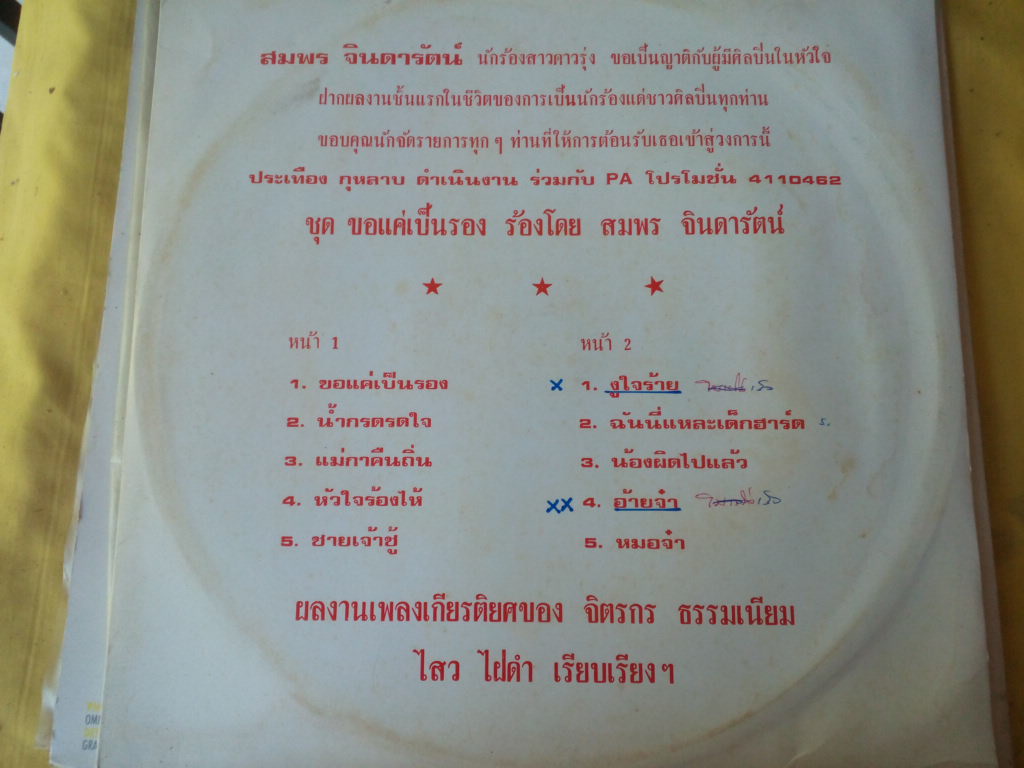 สมพร จินดารัตน์ นักร้องสาวดาวรุ่ง ขอเป็นญาติกับผู้มีศิลป์ในหัวใจ
ฝากผลงานชั้นแรกในชีวิตของการเป็นนักร้องแด่ชาวศิลป์ทุกท่าน
ขอบคุณนักจัดรายการทุก ๆ ท่านที่ให้การต้อนรับเธอเข้าสู่วงการนี้
ประเทือง กุหลาบ ดำเนินงาน ร่วมกับ PA โปรโมชั่น 4110462
ชุด ขอแค่เป็นรอง ร้องโดย สมพร จินดารัตน์
หน้า 1
1. ขอแค่เป็นรอง
2. น้ำกรดรดใจ
3. แม่กาคืนถิ่น
4. หัวใจร้องไห้
5. ชายเจ้าชู้
หน้า 2
x 1. งูใจร้าย
2. ฉันนี่แหละเด็กฮาร์ด
3. น้องผิดไปแล้ว
xx 4. อ้ายจ๋า
5. หมอจ๋า
ผลงานเพลงเกียรติยศของ จิตรกร ธรรมเนียม
ไสว ไฝดำ เรียบเรียงฯ